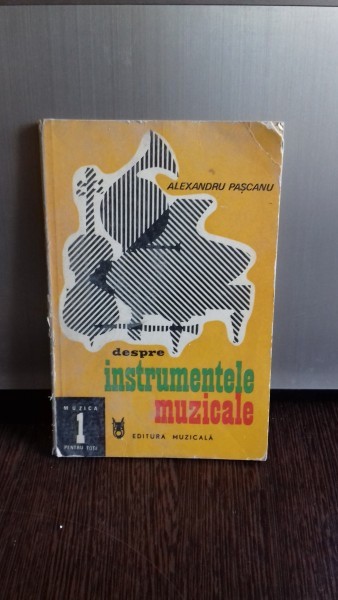 ALEXANDRU PAȘCANU
despre
instrumentele
muzicale
MUZICA
1
PENTRU TOȚI
EDITURA MUZICALĂ